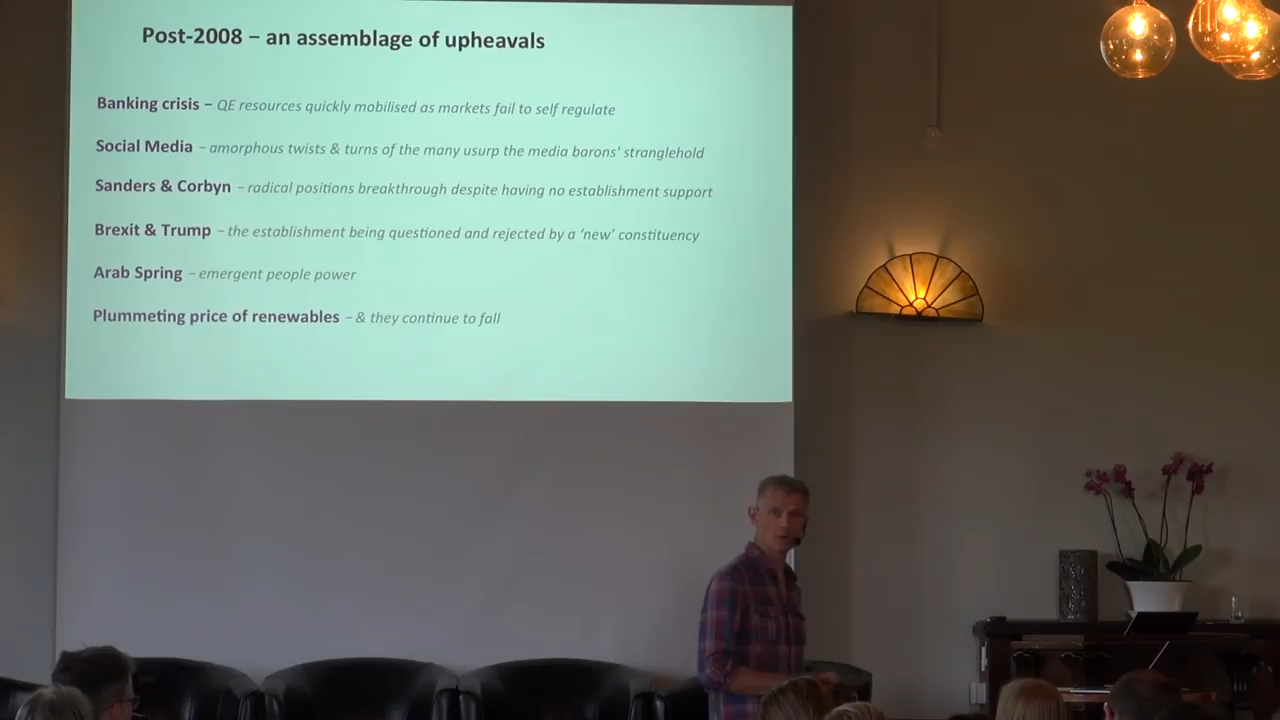 Post-2008 – an assemblage of upheavals
Banking crisis – QE resources quickly mobilised as markets fail to self regulate
Social Media – amorphous twists & turns of the many usurp the media barons' stranglehold
Sanders & Corbyn – radical positions breakthrough despite having no establishment support
Brexit & Trump – the establishment being questioned and rejected by a ‘new’ constituency
Arab Spring – emergent people power
Plummeting price of renewables – & they continue to fall